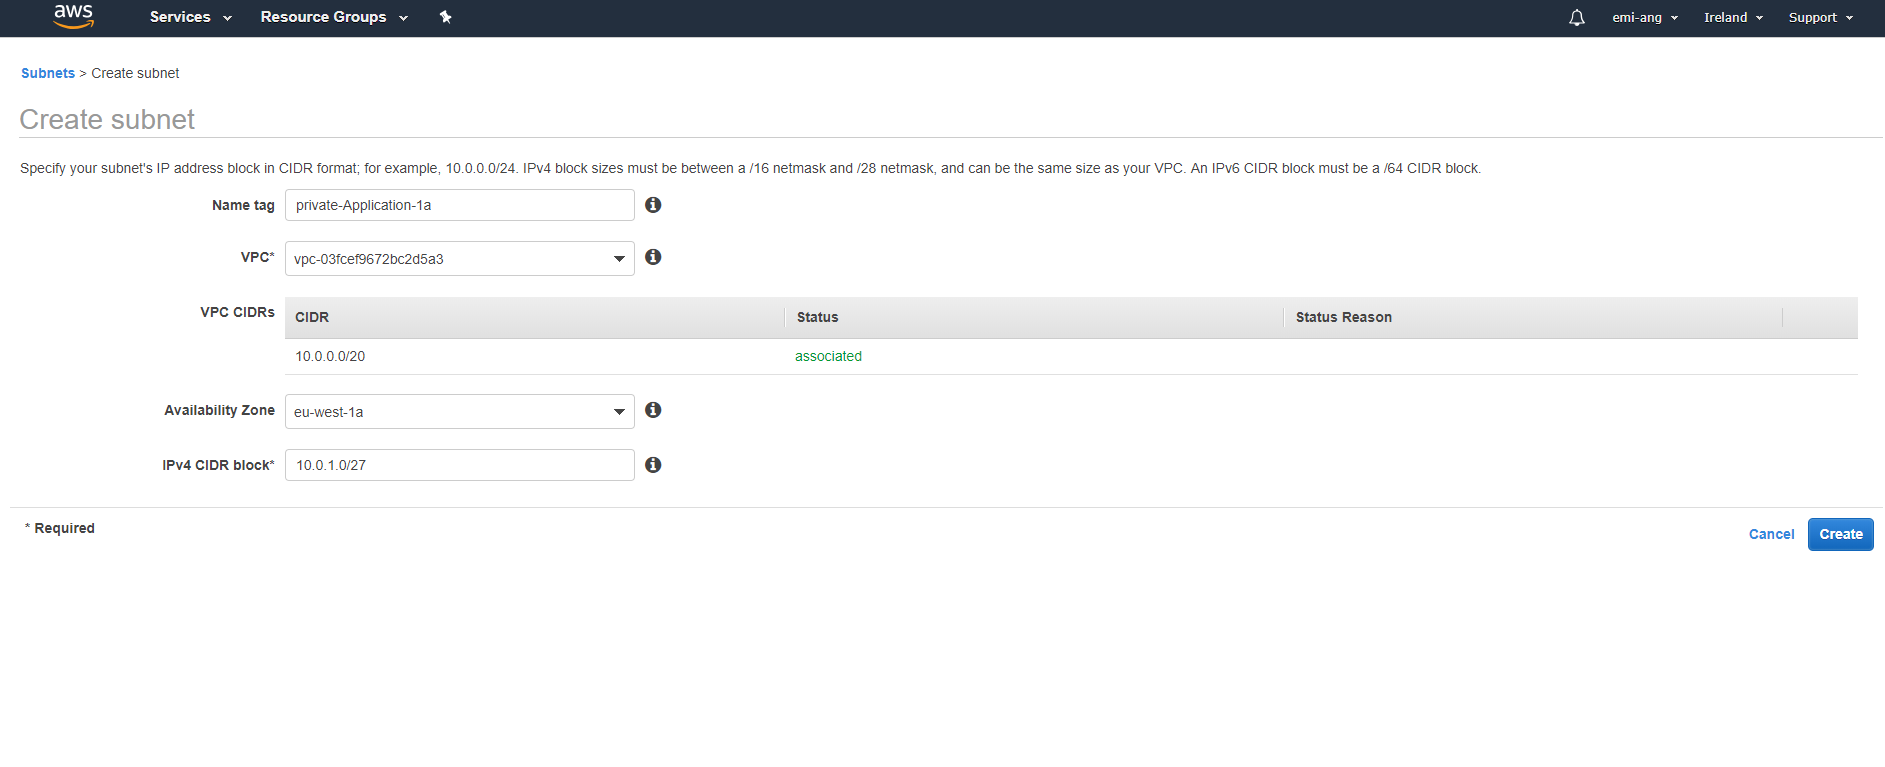 aws Services Resource Groups emi-ang Ireland Support
Subnets > Create subnet
Create subnet
Specify your subnet's IP address block in CIDR format; for example, 10.0.0.0/24. IPv4 block sizes must be between a /16 netmask and /28 netmask, and can be the same size as your VPC. An IPv6 CIDR block must be a /64 CIDR block.
Name tag private-Application-1a
VPC* vpc-03fcef9672bc2d5a3
VPC CIDRs CIDR Status Status Reason
10.0.0.0/20 associated
Availability Zone eu-west-1a
IPv4 CIDR block* 10.0.1.0/27
* Required
Cancel Create